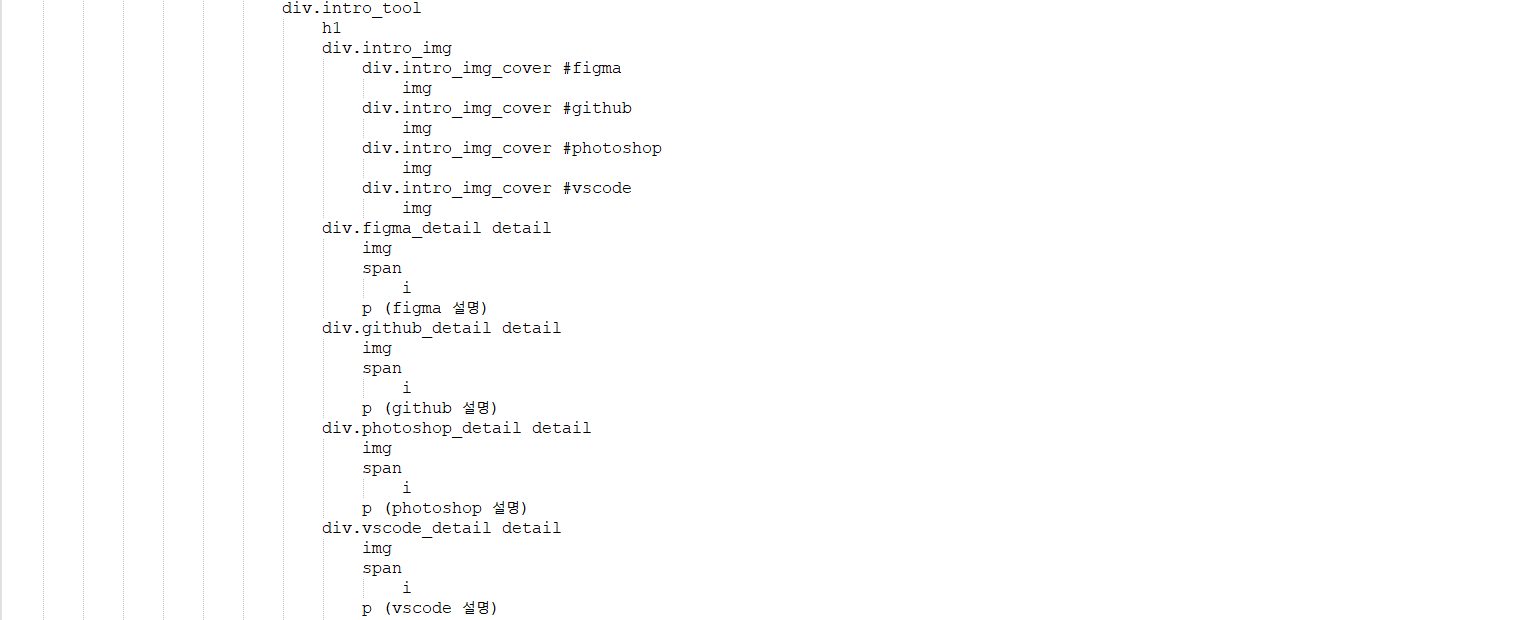 div.intro_tool
h1
div.intro_img
div.intro_img_cover #figma
img
div.intro_img_cover #github
img
div.intro_img_cover #photoshop
img
div.intro_img_cover #vscode
img
div.figma_detail detail
img
span
i
p (figma 설명)
div.github_detail detail
img
span
i
p (github 설명)
div.photoshop_detail detail
img
span
i
p (photoshop 설명)
div.vscode_detail detail
img
span
i
p (vscode 설명)